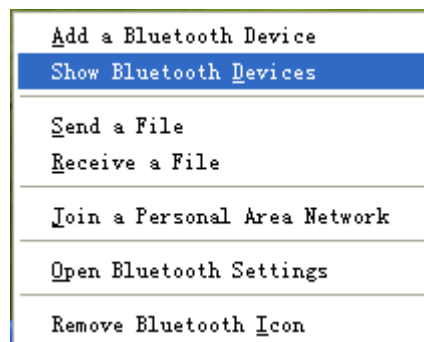 Add a Bluetooth Device
Show Bluetooth Devices
Send a File
Receive a File
Join a Personal Area Network
Open Bluetooth Settings
Remove Bluetooth Icon